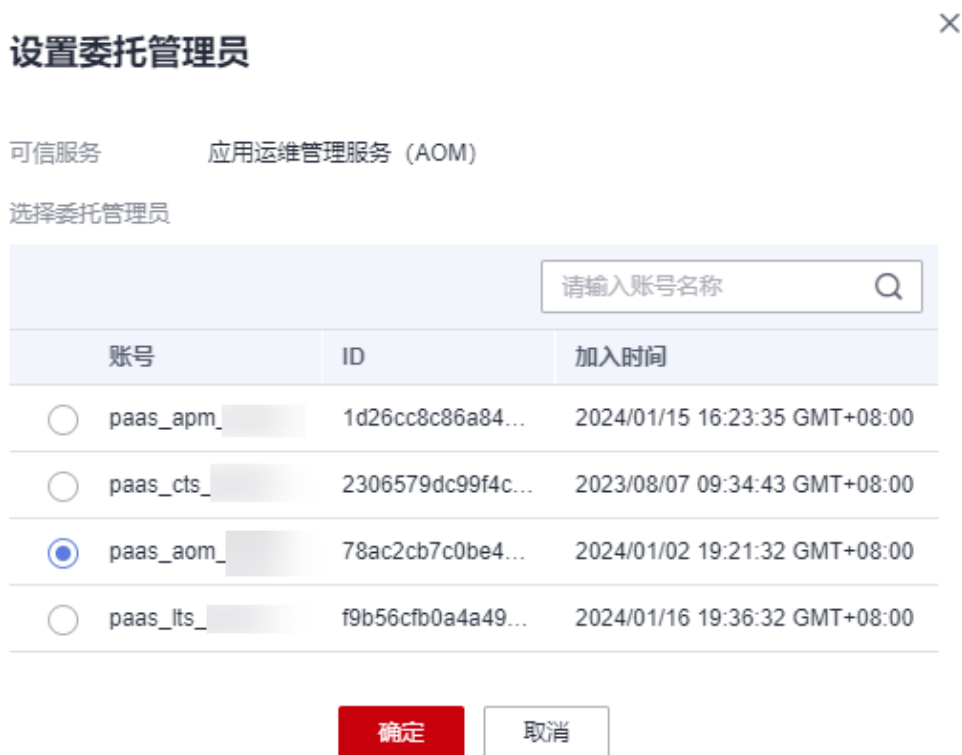 设置委托管理员
可信服务 应用运维管理服务（AOM）
选择委托管理员
请输入账号名称
账号 ID 加入时间
paas_apm_ 1d26cc8c86a84... 2024/01/15 16:23:35 GMT+08:00
paas_cts_ 2306579dc99f4c... 2023/08/07 09:34:43 GMT+08:00
paas_aom_ 78ac2cb7c0be4... 2024/01/02 19:21:32 GMT+08:00
paas_lts_ f9b56cfb0a4a49... 2024/01/16 19:36:32 GMT+08:00
确定 取消